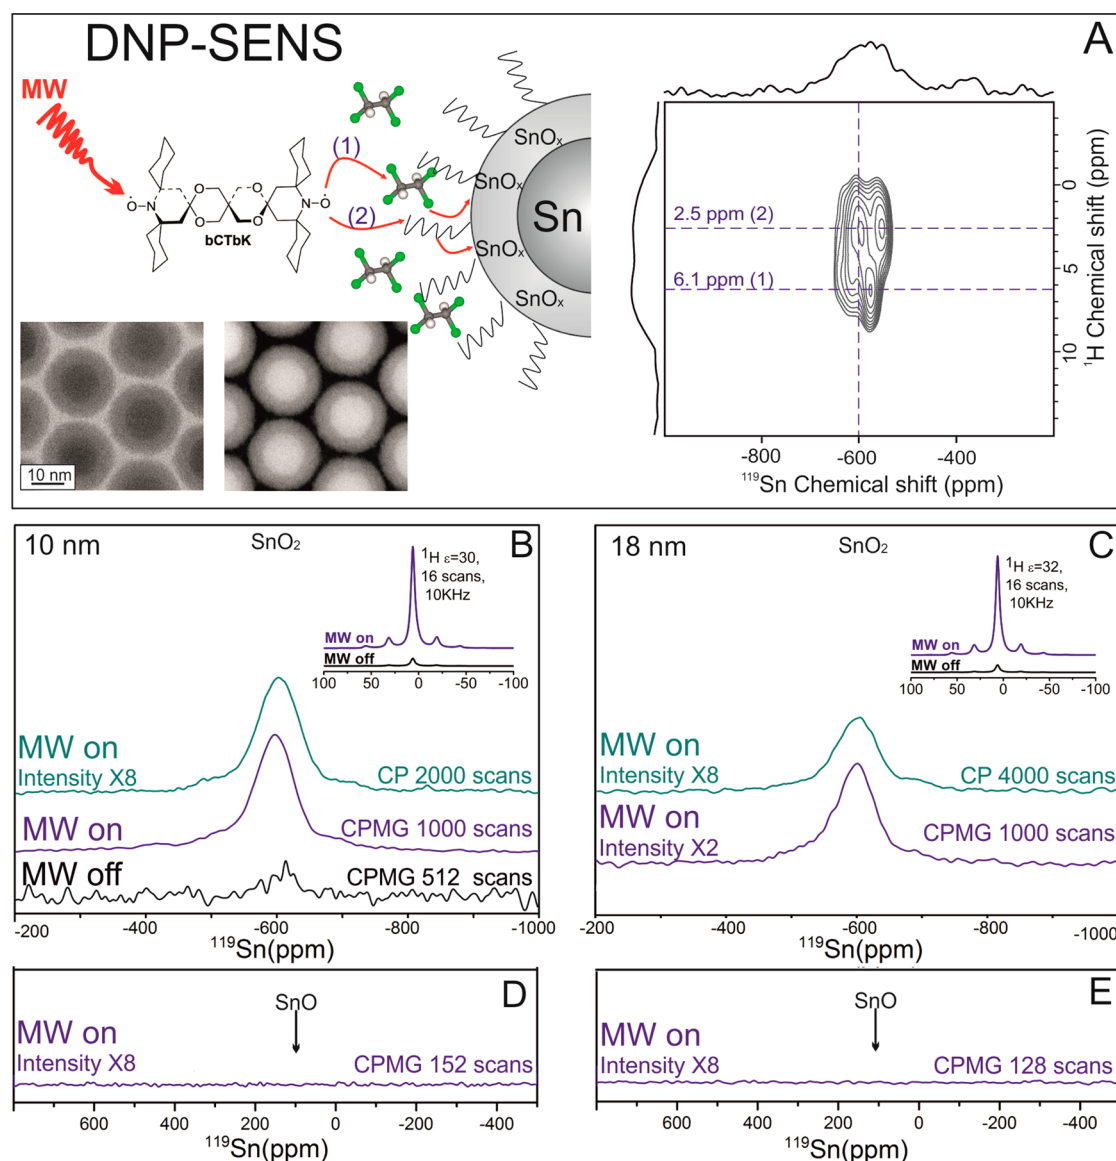 DNP-SENS
A
MW
(1)
(2)
·O
N
O
O
O
O
N-O·
bCTbK
SnOₓ
SnOₓ
SnOₓ
SnOₓ
Sn
10 nm
2.5 ppm (2)
6.1 ppm (1)
0
5
10
¹H Chemical shift (ppm)
-800
-600
-400
¹¹⁹Sn Chemical shift (ppm)
10 nm
SnO₂
B
¹H ε=30,
16 scans,
10KHz
MW on
MW off
100
50
0
-50
-100
MW on
Intensity X8
CP 2000 scans
MW on
CPMG 1000 scans
MW off
CPMG 512 scans
-200
-400
-600
-800
-1000
¹¹⁹Sn(ppm)
18 nm
SnO₂
C
¹H ε=32,
16 scans,
10KHz
MW on
MW off
100
50
0
-50
-100
MW on
Intensity X8
CP 4000 scans
MW on
Intensity X2
CPMG 1000 scans
-200
-400
-600
-800
-1000
¹¹⁹Sn(ppm)
D
SnO
MW on
Intensity X8
CPMG 152 scans
600
400
200
0
-200
-400
¹¹⁹Sn(ppm)
E
SnO
MW on
Intensity X8
CPMG 128 scans
600
400
200
0
-200
-400
¹¹⁹Sn(ppm)